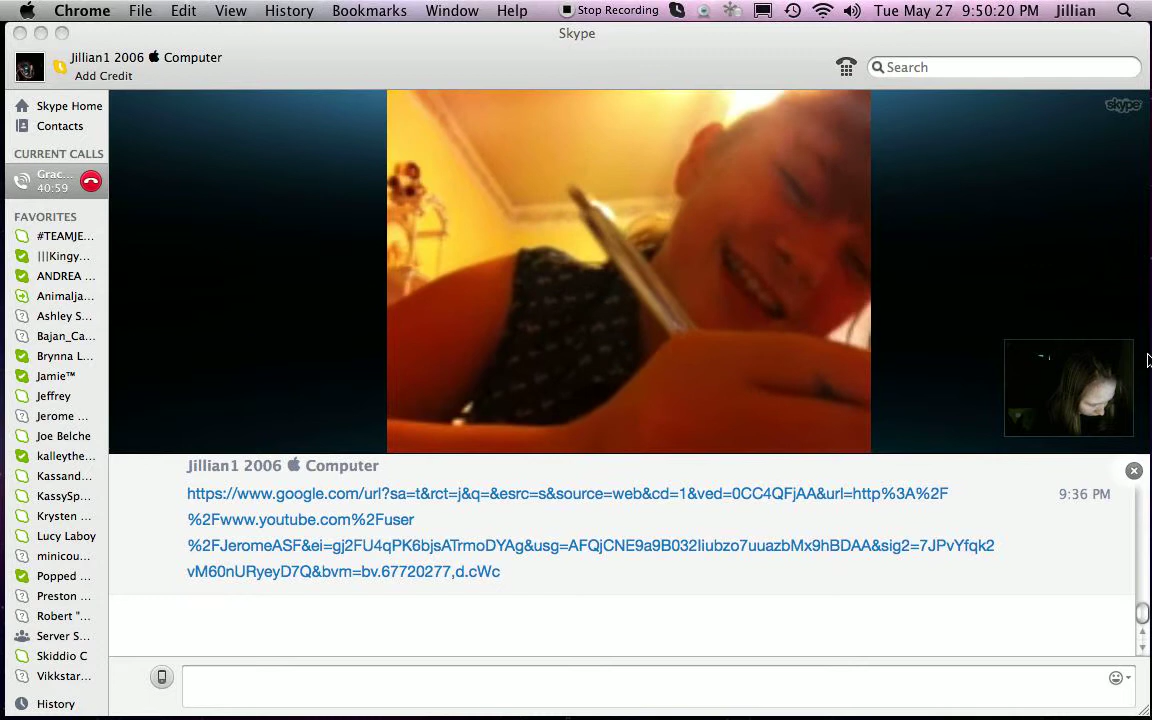 Chrome File Edit View History Bookmarks Window Help Stop Recording Tue May 27 9:50:20 PM Jillian
Skype
Jillian1 2006 Computer
Add Credit
Search
Skype Home
Contacts
CURRENT CALLS
Grac...
40:59
FAVORITES
#TEAMJE...
|||Kingy...
ANDREA ...
Animalja...
Ashley S...
Bajan_Ca...
Brynna L...
Jamie™
Jeffrey
Jerome ...
Joe Belche
kalleythe...
Kassand...
KassySp...
Krysten ...
Lucy Laboy
minicou...
Popped ...
Preston ...
Robert "...
Server S...
Skiddio C
Vikkstar...
History
skype
Jillian1 2006 Computer
https://www.google.com/url?sa=t&rct=j&q=&esrc=s&source=web&cd=1&ved=0CC4QFjAA&url=http%3A%2F 9:36 PM
%2Fwww.youtube.com%2Fuser
%2FJeromeASF&ei=gj2FU4qPK6bjsATrmoDYAg&usg=AFQjCNE9a9B032Iiubzo7uuazbMx9hBDAA&sig2=7JPvYfqk2
vM60nURyeyD7Q&bvm=bv.67720277,d.cWc